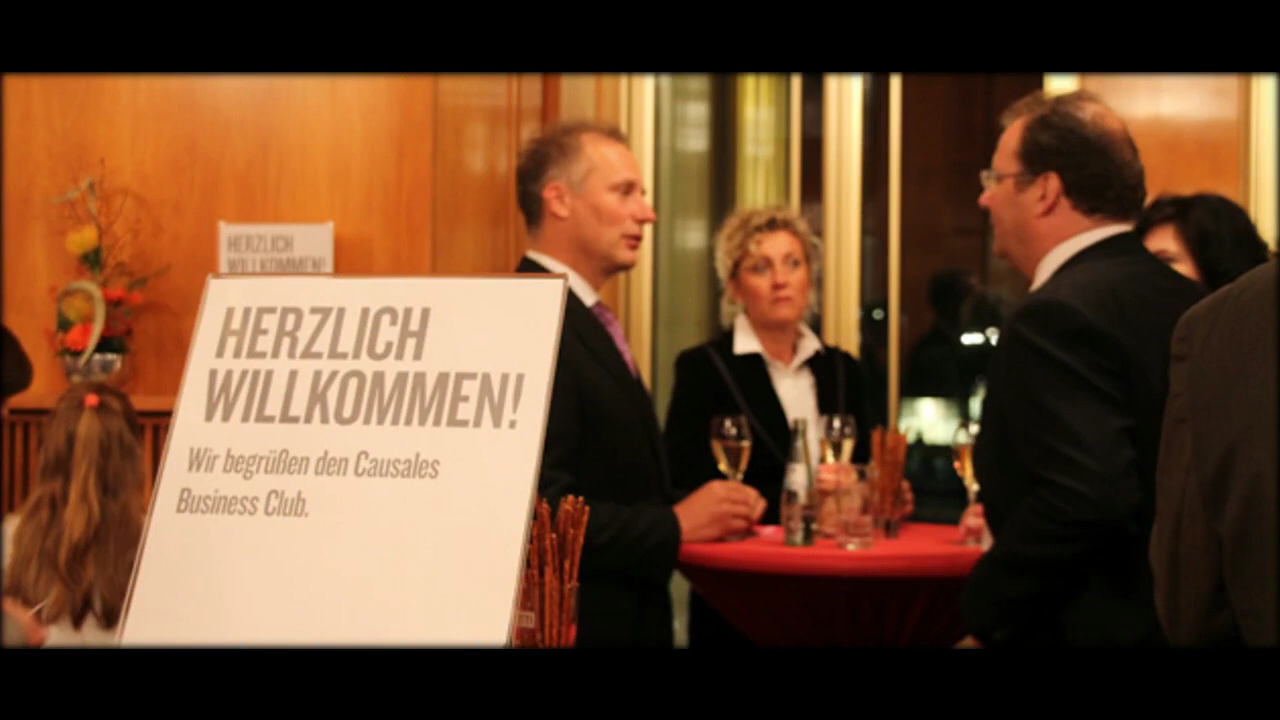 HERZLICH
WILLKOMMEN!
HERZLICH
WILLKOMMEN!
Wir begrüßen den Causales
Business Club.